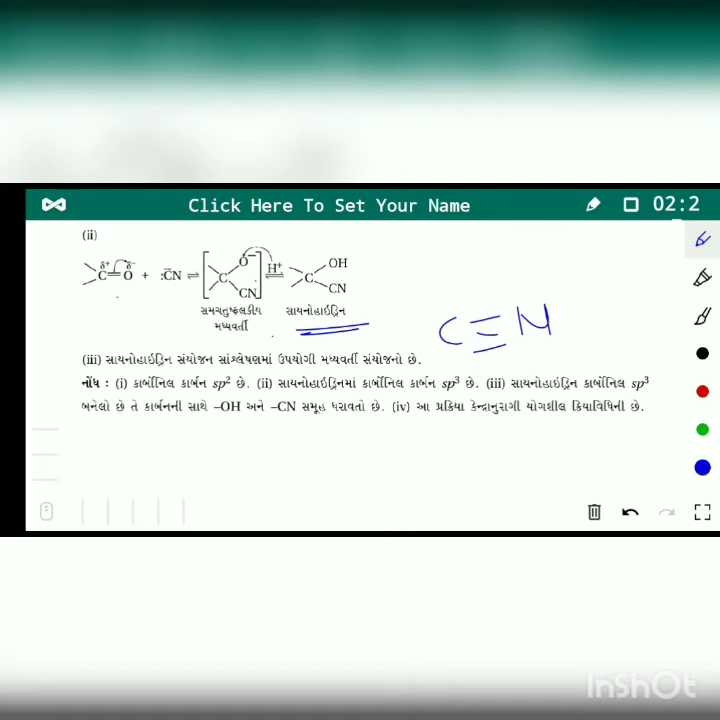 Click Here To Set Your Name 02:2
(ii)
C=O + :C̄N ⇌ [C O⁻ CN] H⁺ ⇌ C OH CN
δ+ δ–
સમચતુષ્ફલકીય મધ્યવર્તી
સાયનોહાઇડ્રિન
C≡N
(iii) સાયનોહાઇડ્રિન સંયોજન સાંશ્લેષણમાં ઉપયોગી મધ્યવર્તી સંયોજનો છે.
નોંધ : (i) કાર્બોનિલ કાર્બન sp² છે. (ii) સાયનોહાઇડ્રિનમાં કાર્બોનિલ કાર્બન sp³ છે. (iii) સાયનોહાઇડ્રિન કાર્બોનિલ sp³
બનેલો છે તે કાર્બનની સાથે –OH અને –CN સમૂહ ધરાવતો છે. (iv) આ પ્રક્રિયા કેન્દ્રાનુરાગી યોગશીલ ક્રિયાવિધિની છે.
InShOt